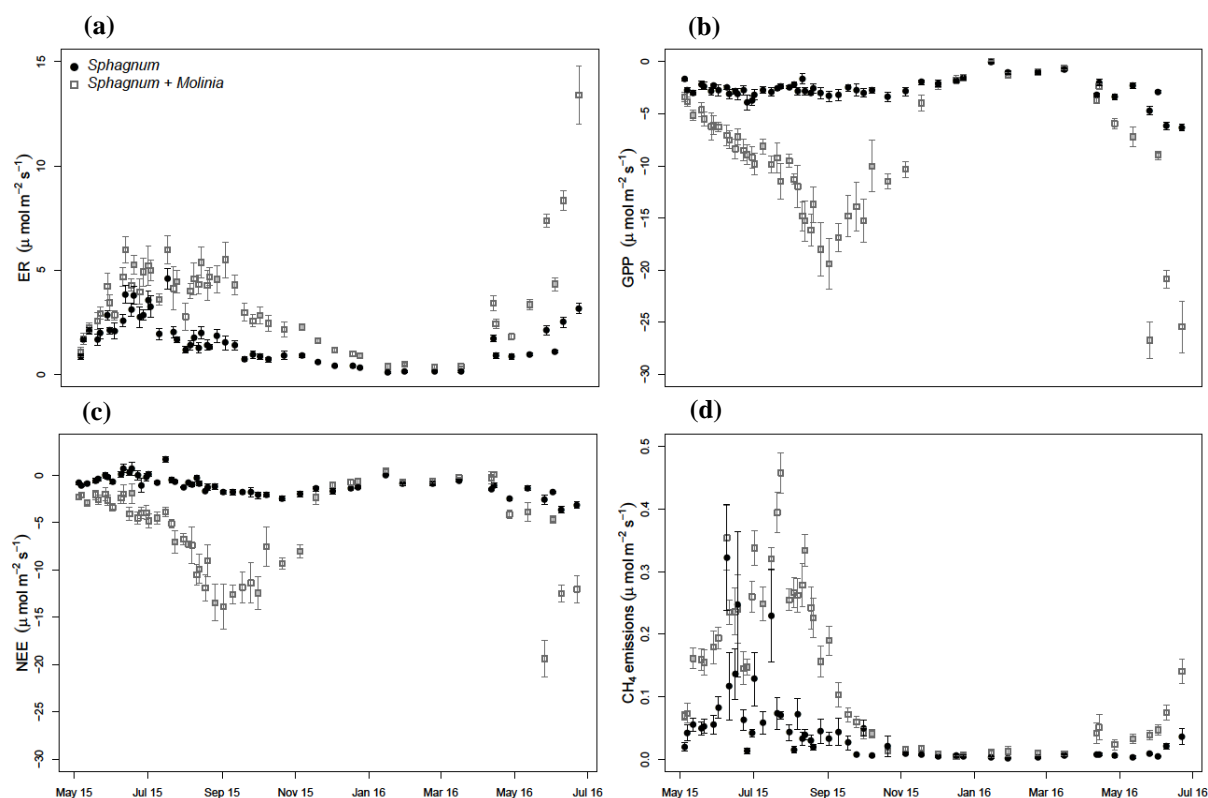 (a)
(b)
● Sphagnum
□ Sphagnum + Molinia
ER (μ mol m−2 s−1)
15
10
5
0
GPP (μ mol m−2 s−1)
0
−5
−10
−15
−20
−25
−30
(c)
(d)
NEE (μ mol m−2 s−1)
0
−5
−10
−15
−20
−25
−30
CH4 emissions (μ mol m−2 s−1)
0.5
0.4
0.3
0.2
0.1
0.0
May 15 Jul 15 Sep 15 Nov 15 Jan 16 Mar 16 May 16 Jul 16
May 15 Jul 15 Sep 15 Nov 15 Jan 16 Mar 16 May 16 Jul 16